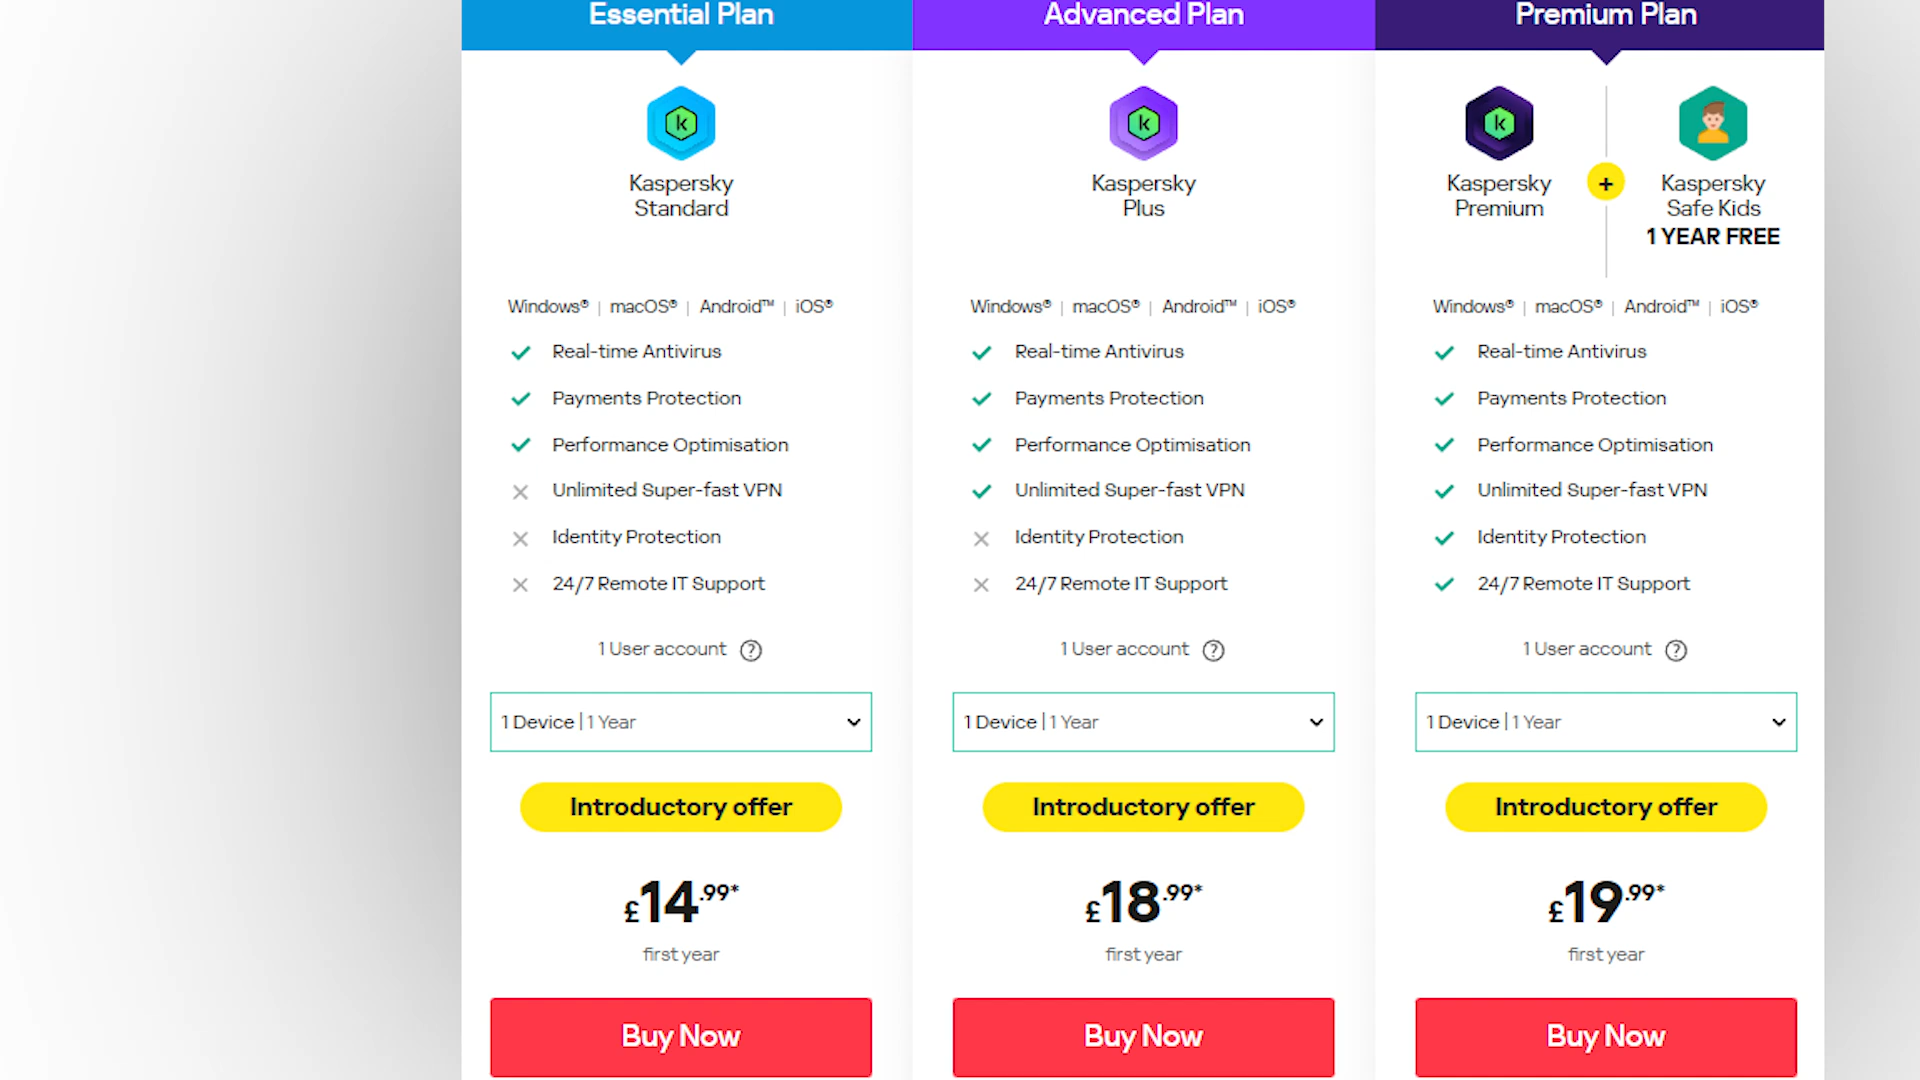 Essential Plan
Kaspersky
Standard
Windows® | macOS® | Android™ | iOS®
Real-time Antivirus
Payments Protection
Performance Optimisation
Unlimited Super-fast VPN
Identity Protection
24/7 Remote IT Support
1 User account ?
1 Device | 1 Year
Introductory offer
£14.99*
first year
Buy Now
Advanced Plan
Kaspersky
Plus
Windows® | macOS® | Android™ | iOS®
Real-time Antivirus
Payments Protection
Performance Optimisation
Unlimited Super-fast VPN
Identity Protection
24/7 Remote IT Support
1 User account ?
1 Device | 1 Year
Introductory offer
£18.99*
first year
Buy Now
Premium Plan
Kaspersky
Premium
+
Kaspersky
Safe Kids
1 YEAR FREE
Windows® | macOS® | Android™ | iOS®
Real-time Antivirus
Payments Protection
Performance Optimisation
Unlimited Super-fast VPN
Identity Protection
24/7 Remote IT Support
1 User account ?
1 Device | 1 Year
Introductory offer
£19.99*
first year
Buy Now